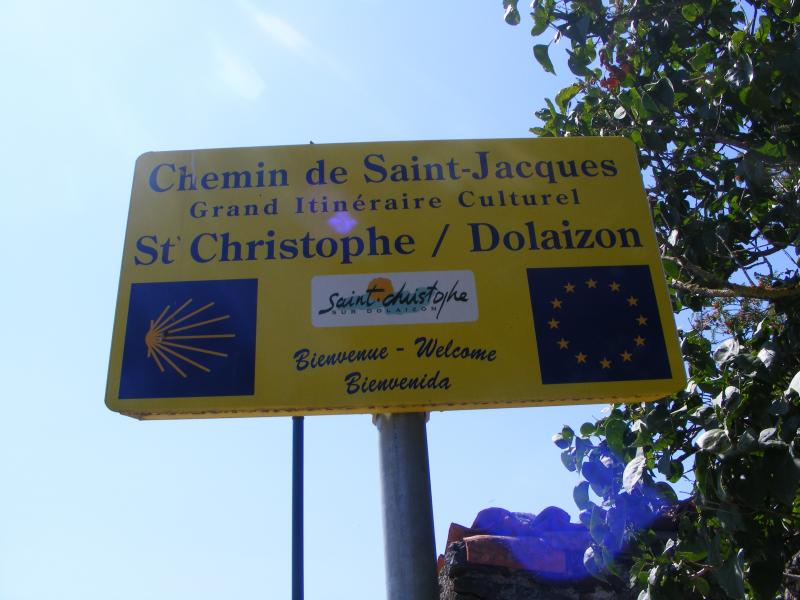 Chemin de Saint-Jacques
Grand Itinéraire Culturel
St Christophe / Dolaizon
saint.christophe
SUR DOLAIZON
Bienvenue - Welcome
Bienvenida